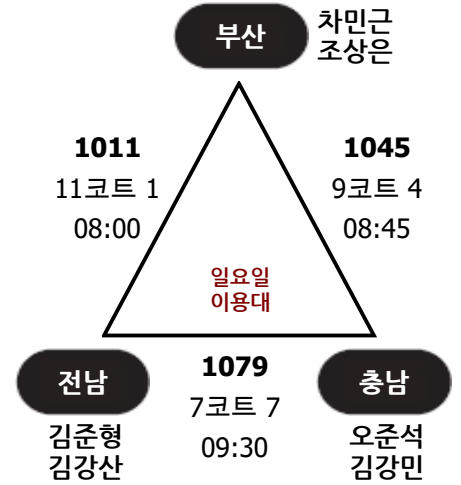 부산
차민근
조상은
1011
11코트 1
08:00
1045
9코트 4
08:45
일요일
이용대
전남
김준형
김강산
1079
7코트 7
09:30
충남
오준석
김강민